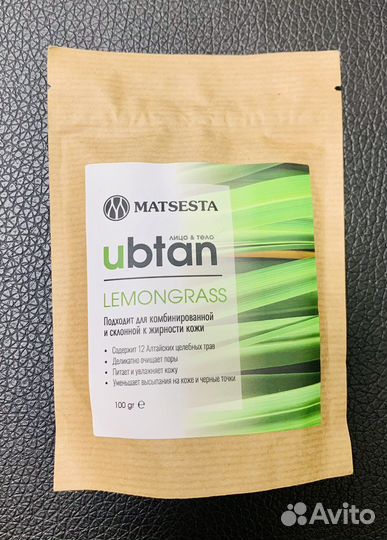 MATSESTA
лицо & тело
ubtan
LEMONGRASS
Подходит для комбинированной
и склонной к жирности кожи
• Содержит 12 Алтайских целебных трав
• Деликатно очищает поры
• Питает и увлажняет кожу
• Уменьшает высыпания на коже и черные точки
100 gr ℮
Avito